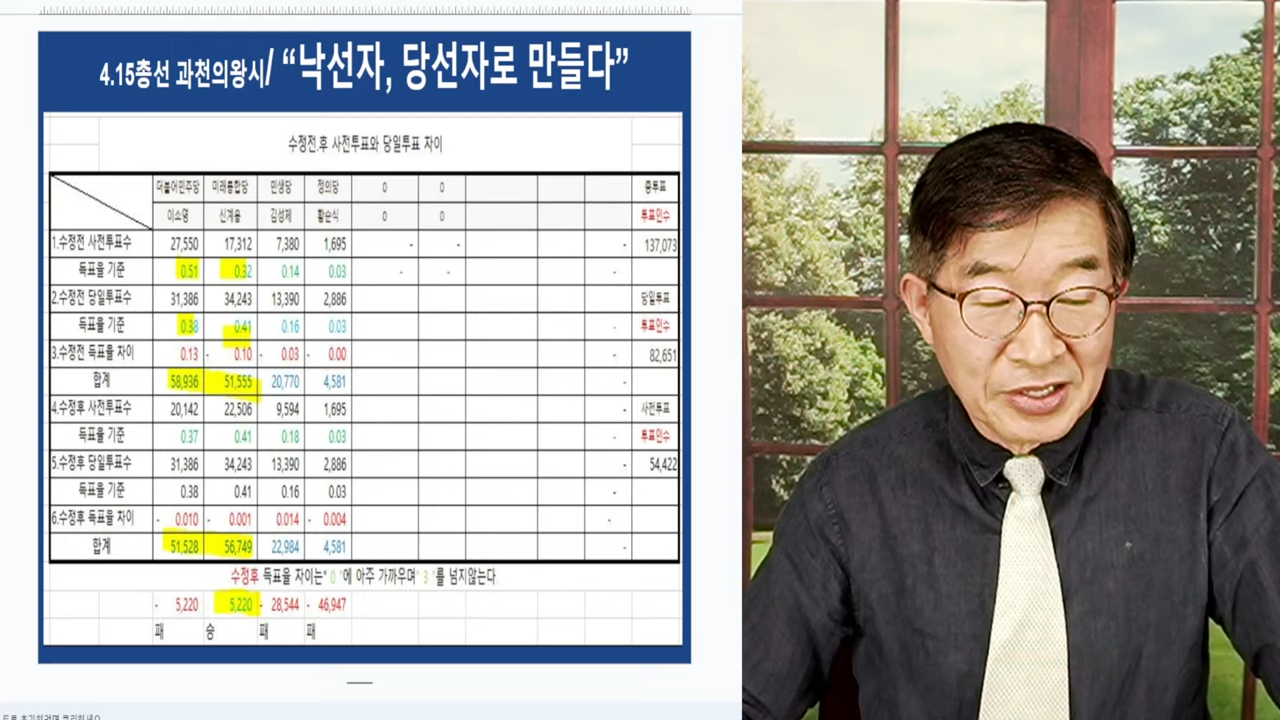 4.15총선 과천의왕시/ “낙선자, 당선자로 만들다”
수정전.후 사전투표와 당일투표 차이
더불어민주당 미래통합당 민생당 정의당 0 0 총투표
이소영 신계용 김성제 황순식 0 0 투표인수
1.수정전 사전투표수 27,550 17,312 7,380 1,695 - - - 137,073
득표율 기준 0.51 0.32 0.14 0.03 - - -
2.수정전 당일투표수 31,386 34,243 13,390 2,886 당일투표
득표율 기준 0.38 0.41 0.16 0.03 - 투표인수
3.수정전 득표율 차이 0.13 - 0.10 - 0.03 - 0.00 - 82,651
합계 58,936 51,555 20,770 4,581 -
4.수정후 사전투표수 20,142 22,506 9,594 1,695 - 사전투표
득표율 기준 0.37 0.41 0.18 0.03 - 투표인수
5.수정후 당일투표수 31,386 34,243 13,390 2,886 - 54,422
득표율 기준 0.38 0.41 0.16 0.03 -
6.수정후 득표율 차이 - 0.010 - 0.001 0.014 - 0.004 -
합계 51,528 56,749 22,984 4,581 -
수정후 득표율 차이는" 0 "에 아주 가까우며" 3 "를 넘지않는다
- 5,220 5,220 - 28,544 - 46,947
패 승 패 패